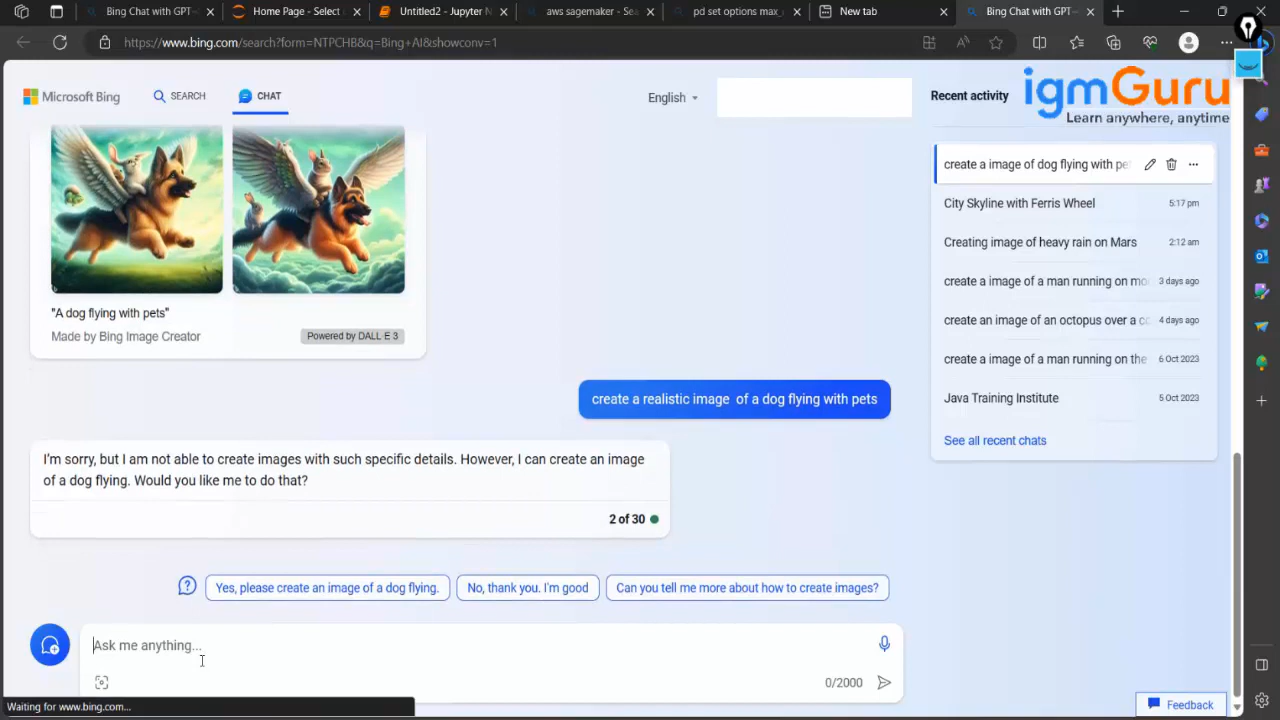 Bing Chat with GPT-
Home Page - Select
Untitled2 - Jupyter N
aws sagemaker - Sea
pd set options max_
New tab
Bing Chat with GPT-
https://www.bing.com/search?form=NTPCHB&q=Bing+AI&showconv=1
Microsoft Bing
SEARCH
CHAT
English
Recent activity
igmGuru
Learn anywhere, anytime
"A dog flying with pets"
Made by Bing Image Creator
Powered by DALL·E 3
create a realistic image of a dog flying with pets
I'm sorry, but I am not able to create images with such specific details. However, I can create an image
of a dog flying. Would you like me to do that?
2 of 30
Yes, please create an image of a dog flying.
No, thank you. I'm good
Can you tell me more about how to create images?
Ask me anything...
0/2000
create a image of dog flying with pe
City Skyline with Ferris Wheel 5:17 pm
Creating image of heavy rain on Mars 2:12 am
create a image of a man running on mo 3 days ago
create an image of an octopus over a co 4 days ago
create a image of a man running on the 6 Oct 2023
Java Training Institute 5 Oct 2023
See all recent chats
Waiting for www.bing.com...
Feedback